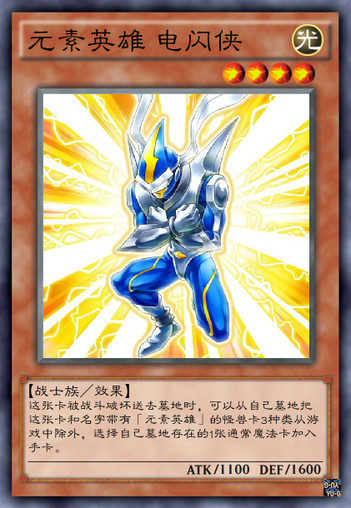 元素英雄 电闪侠
光
【战士族／效果】
这张卡被战斗破坏送去墓地时，可以从自己墓地把
这张卡和名字带有「元素英雄」的怪兽卡3种类从游
戏中除外，选择自己墓地存在的1张通常魔法卡加入
手卡。
ATK/1100 DEF/1600
YU-G